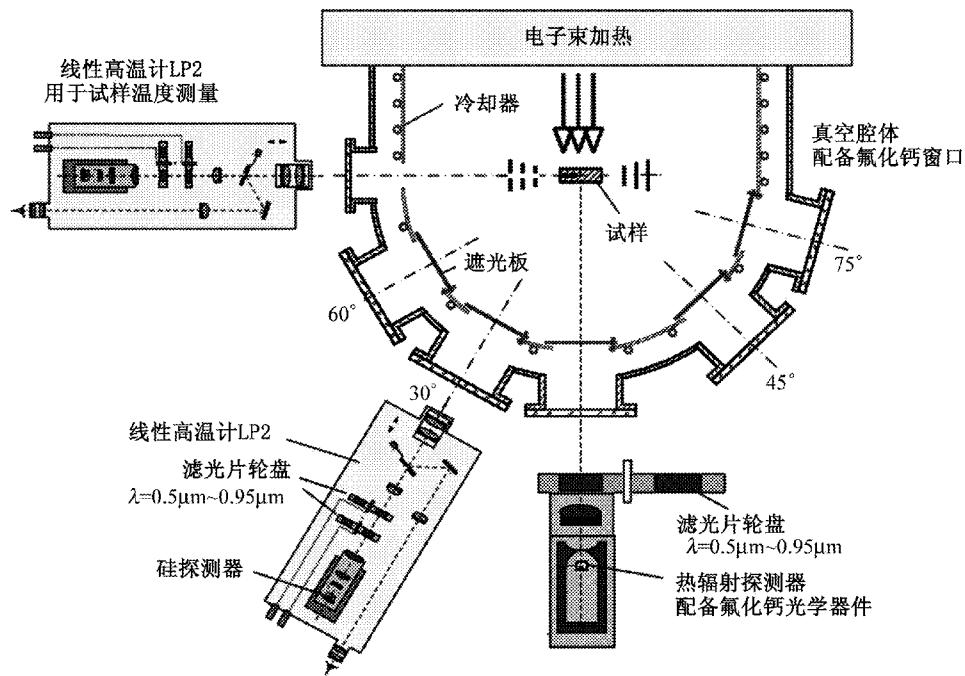 电子束加热
线性高温计LP2
用于试样温度测量
冷却器
真空腔体
配备氟化钙窗口
试样
遮光板
75°
60°
45°
30°
线性高温计LP2
滤光片轮盘
λ=0.5μm~0.95μm
硅探测器
滤光片轮盘
λ=0.5μm~0.95μm
热辐射探测器
配备氟化钙光学器件